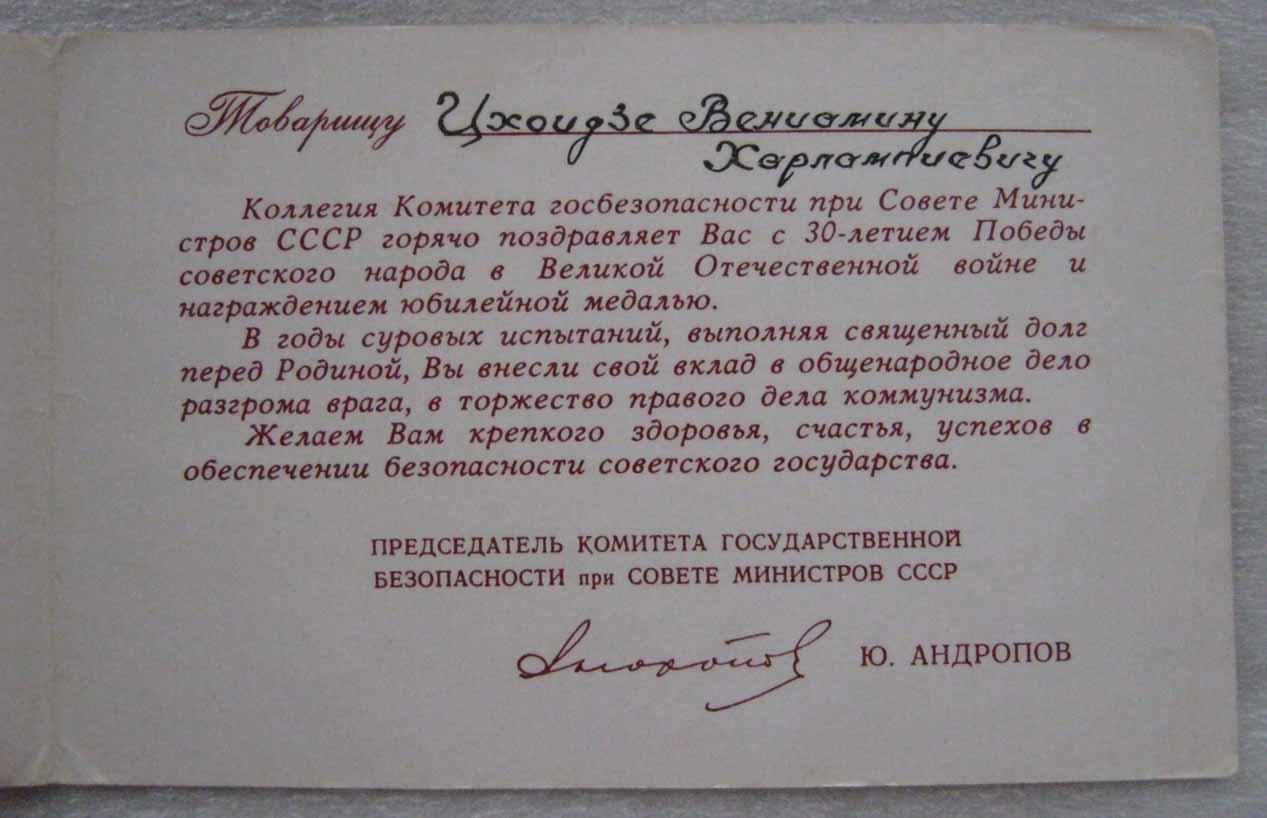 Товарищу Цхоидзе Вениамину
Харлампиевичу
Коллегия Комитета госбезопасности при Совете Мини-
стров СССР горячо поздравляет Вас с 30-летием Победы
советского народа в Великой Отечественной войне и
награждением юбилейной медалью.
В годы суровых испытаний, выполняя священный долг
перед Родиной, Вы внесли свой вклад в общенародное дело
разгрома врага, в торжество правого дела коммунизма.
Желаем Вам крепкого здоровья, счастья, успехов в
обеспечении безопасности советского государства.
ПРЕДСЕДАТЕЛЬ КОМИТЕТА ГОСУДАРСТВЕННОЙ
БЕЗОПАСНОСТИ при СОВЕТЕ МИНИСТРОВ СССР
Андропов Ю. АНДРОПОВ